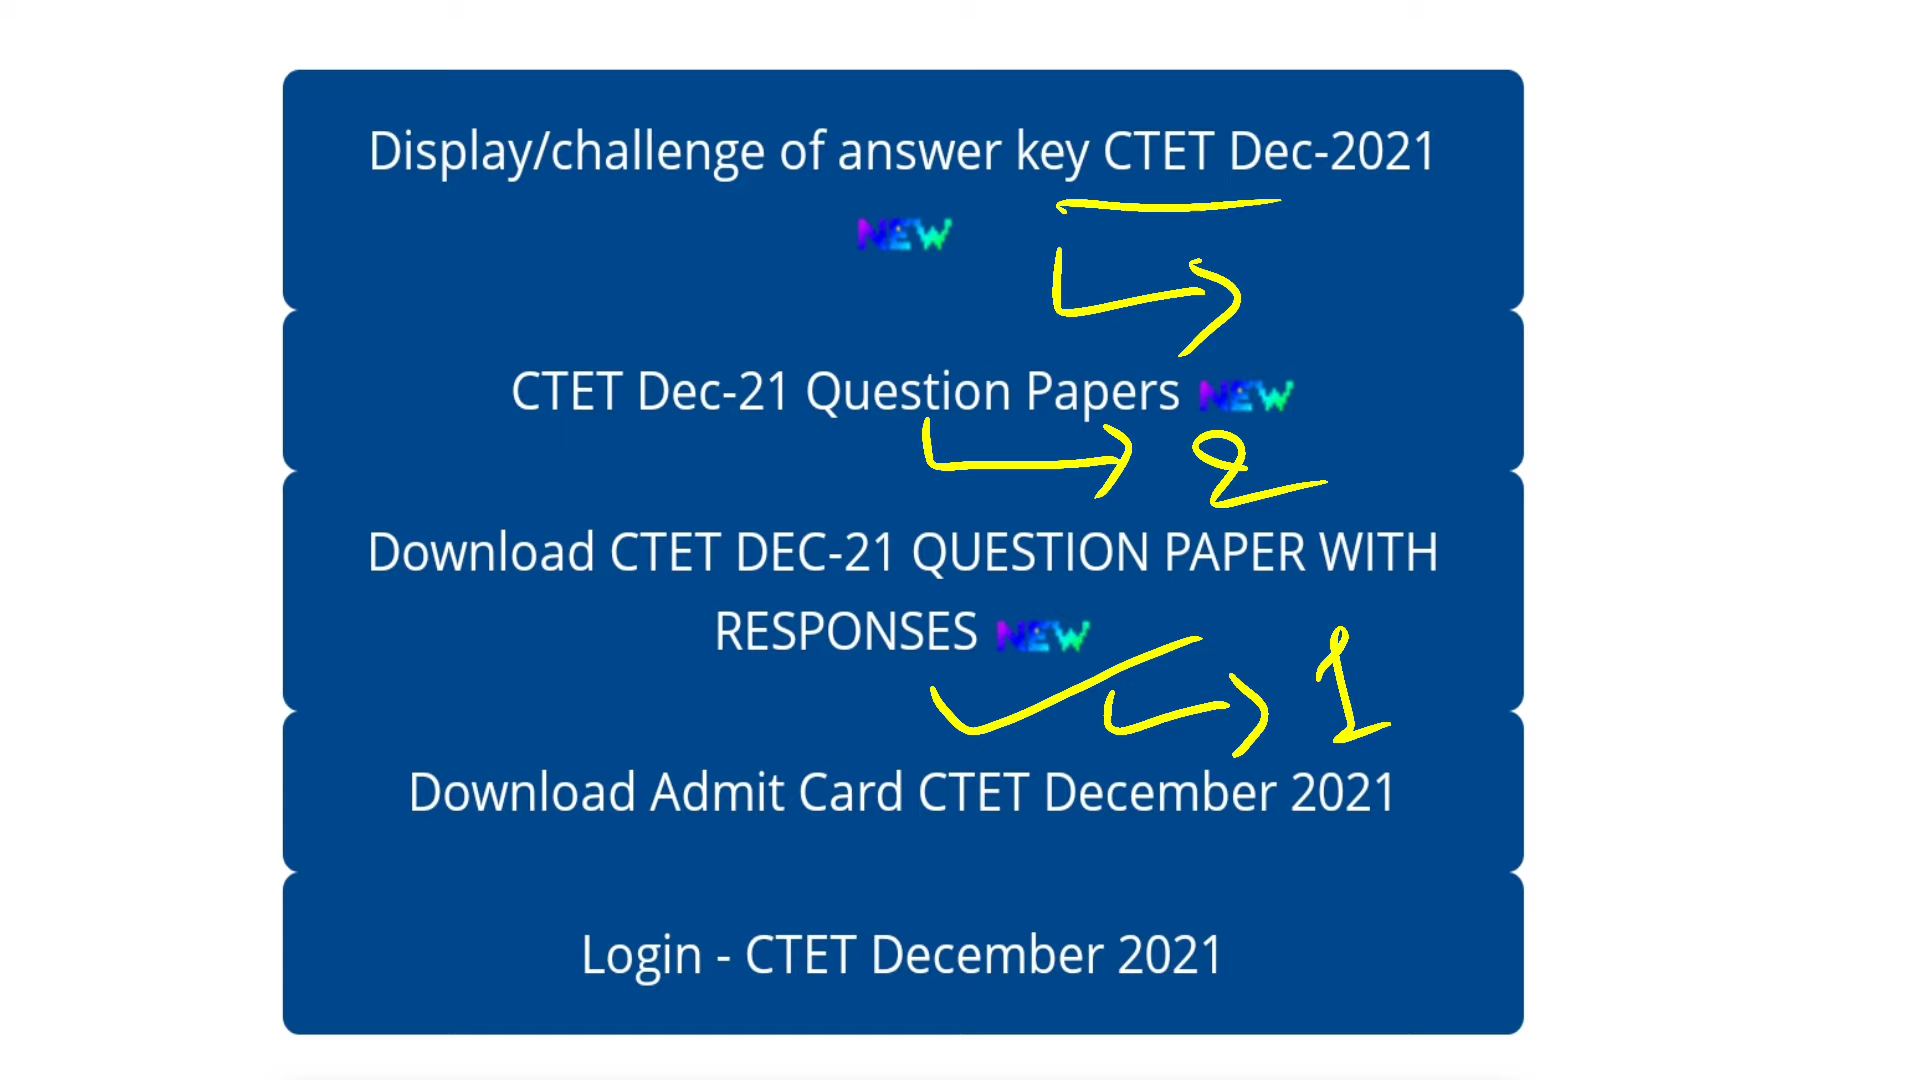 Display/challenge of answer key CTET Dec-2021
NEW
CTET Dec-21 Question Papers NEW
2
Download CTET DEC-21 QUESTION PAPER WITH
RESPONSES NEW
1
Download Admit Card CTET December 2021
Login - CTET December 2021